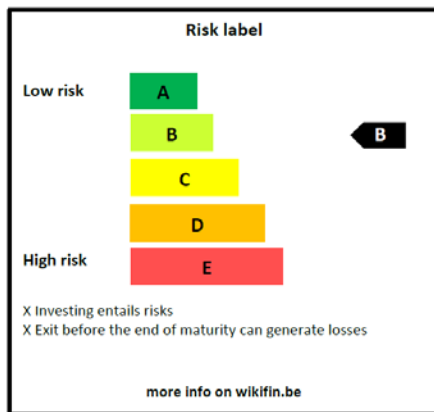 Risk label
Low risk
A
B
B
C
D
High risk
E
X Investing entails risks
X Exit before the end of maturity can generate losses
more info on wikifin.be